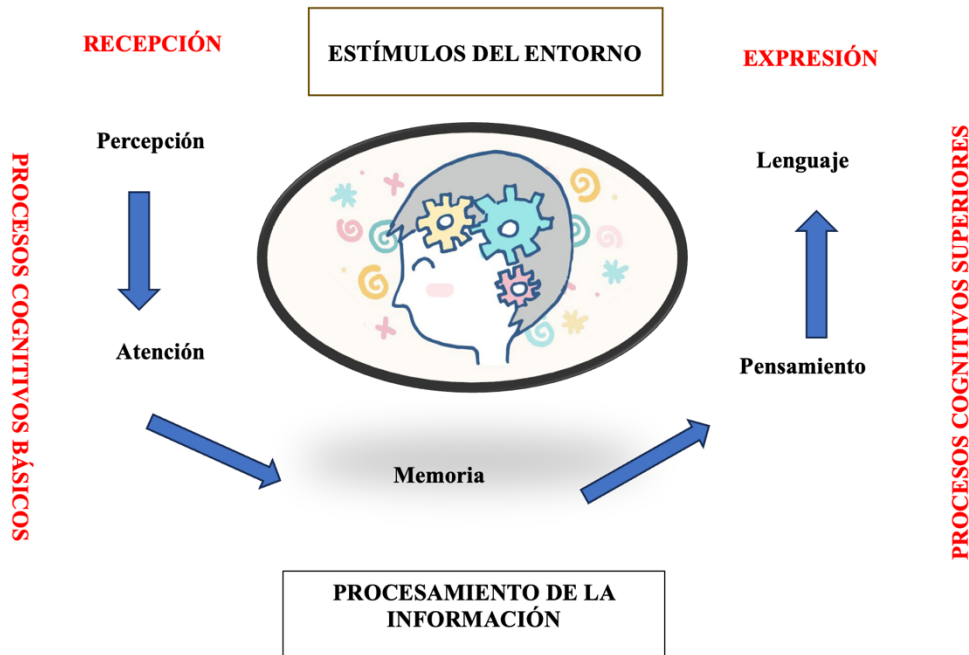 RECEPCIÓN
ESTÍMULOS DEL ENTORNO
EXPRESIÓN
Percepción
Lenguaje
PROCESOS COGNITIVOS BÁSICOS
PROCESOS COGNITIVOS SUPERIORES
Atención
Pensamiento
Memoria
PROCESAMIENTO DE LA
INFORMACIÓN